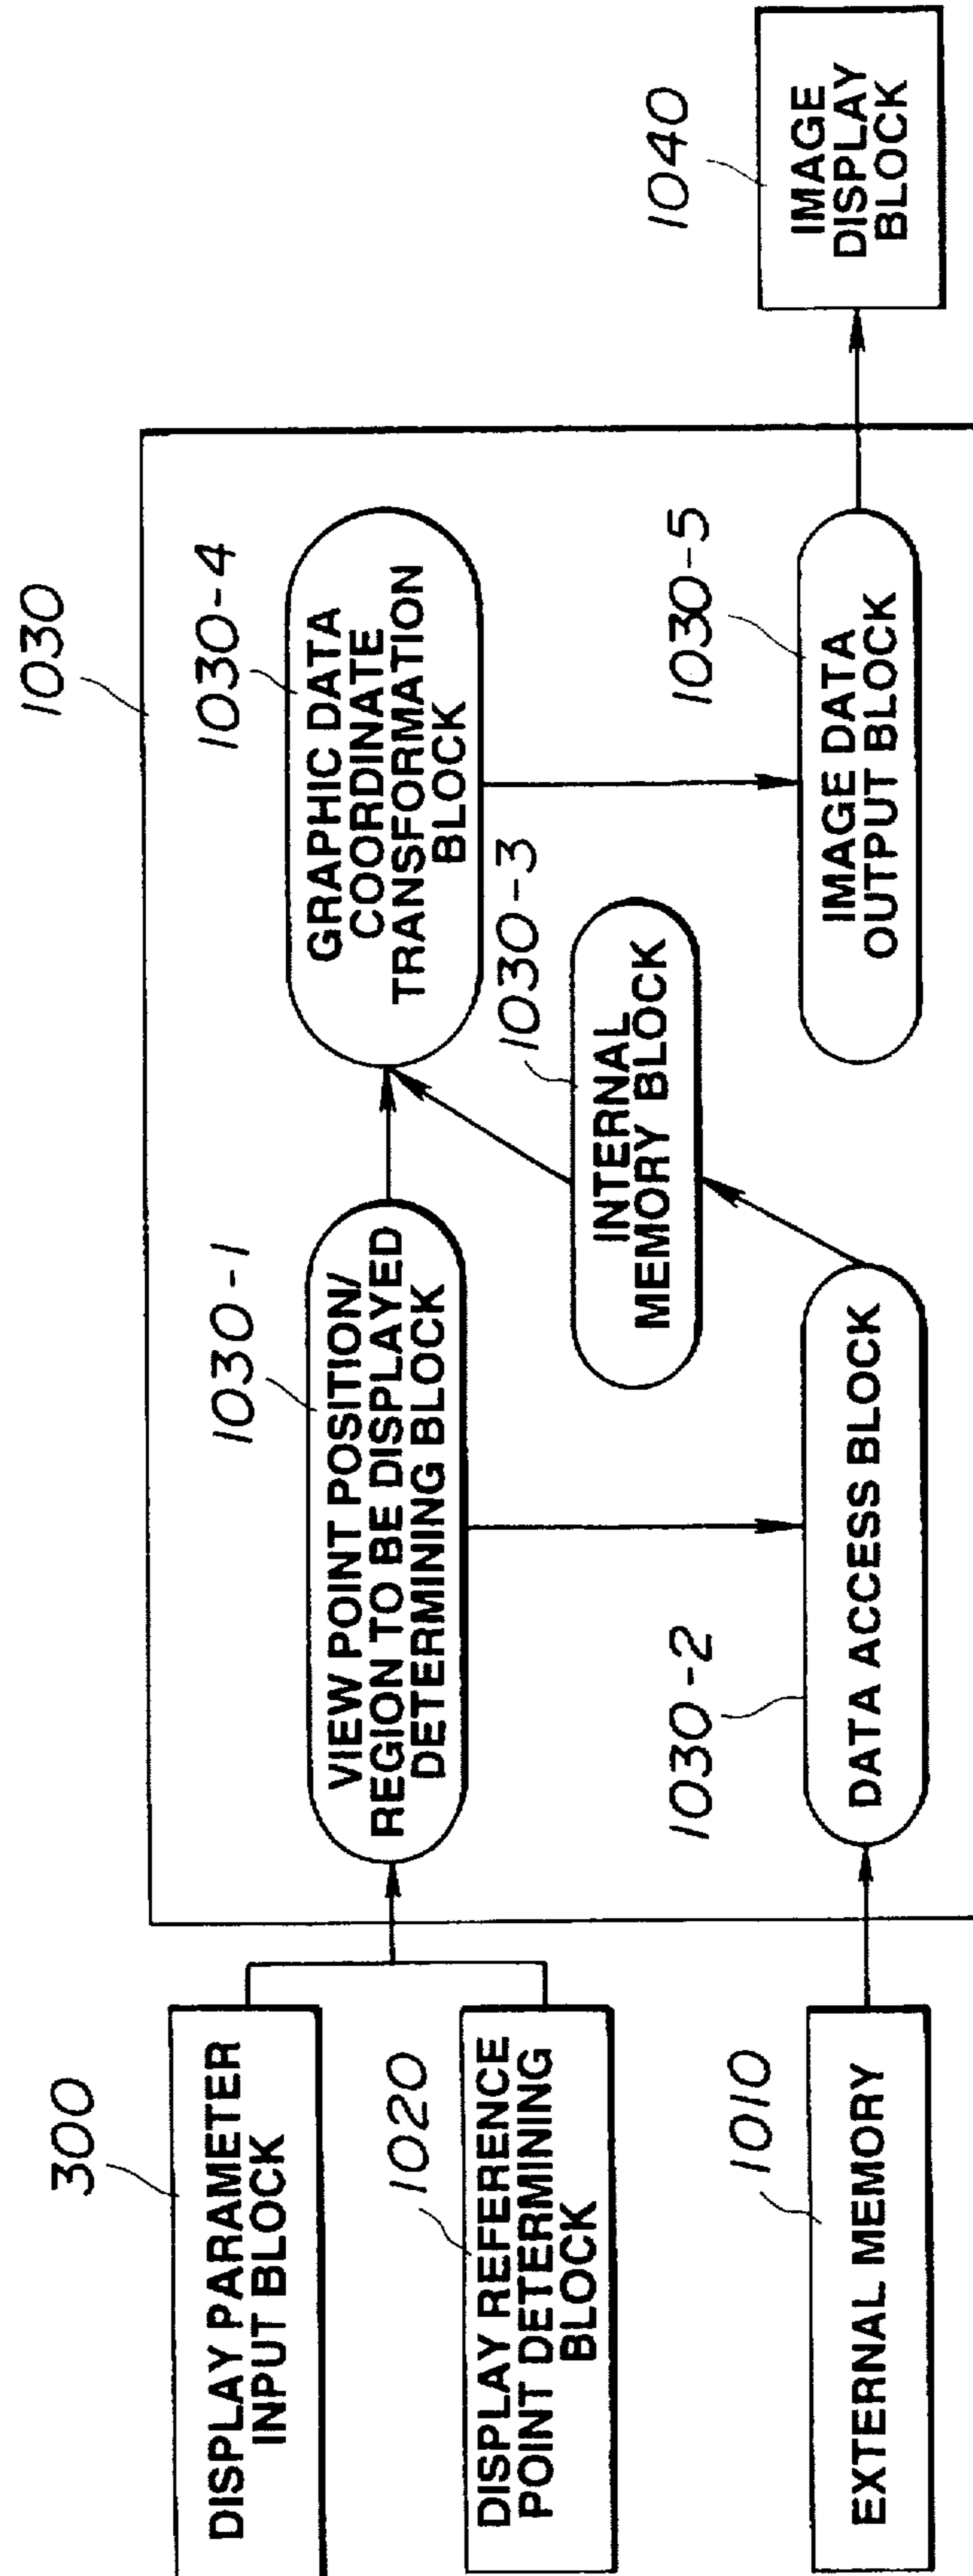 300
DISPLAY PARAMETER
INPUT BLOCK
1020
DISPLAY REFERENCE
POINT DETERMINING
BLOCK
1010
EXTERNAL MEMORY
1030
1030-1
VIEW POINT POSITION/
REGION TO BE DISPLAYED
DETERMINING BLOCK
1030-2
DATA ACCESS BLOCK
1030-3
INTERNAL
MEMORY BLOCK
1030-4
GRAPHIC DATA
COORDINATE
TRANSFORMATION
BLOCK
1030-5
IMAGE DATA
OUTPUT BLOCK
1040
IMAGE
DISPLAY
BLOCK